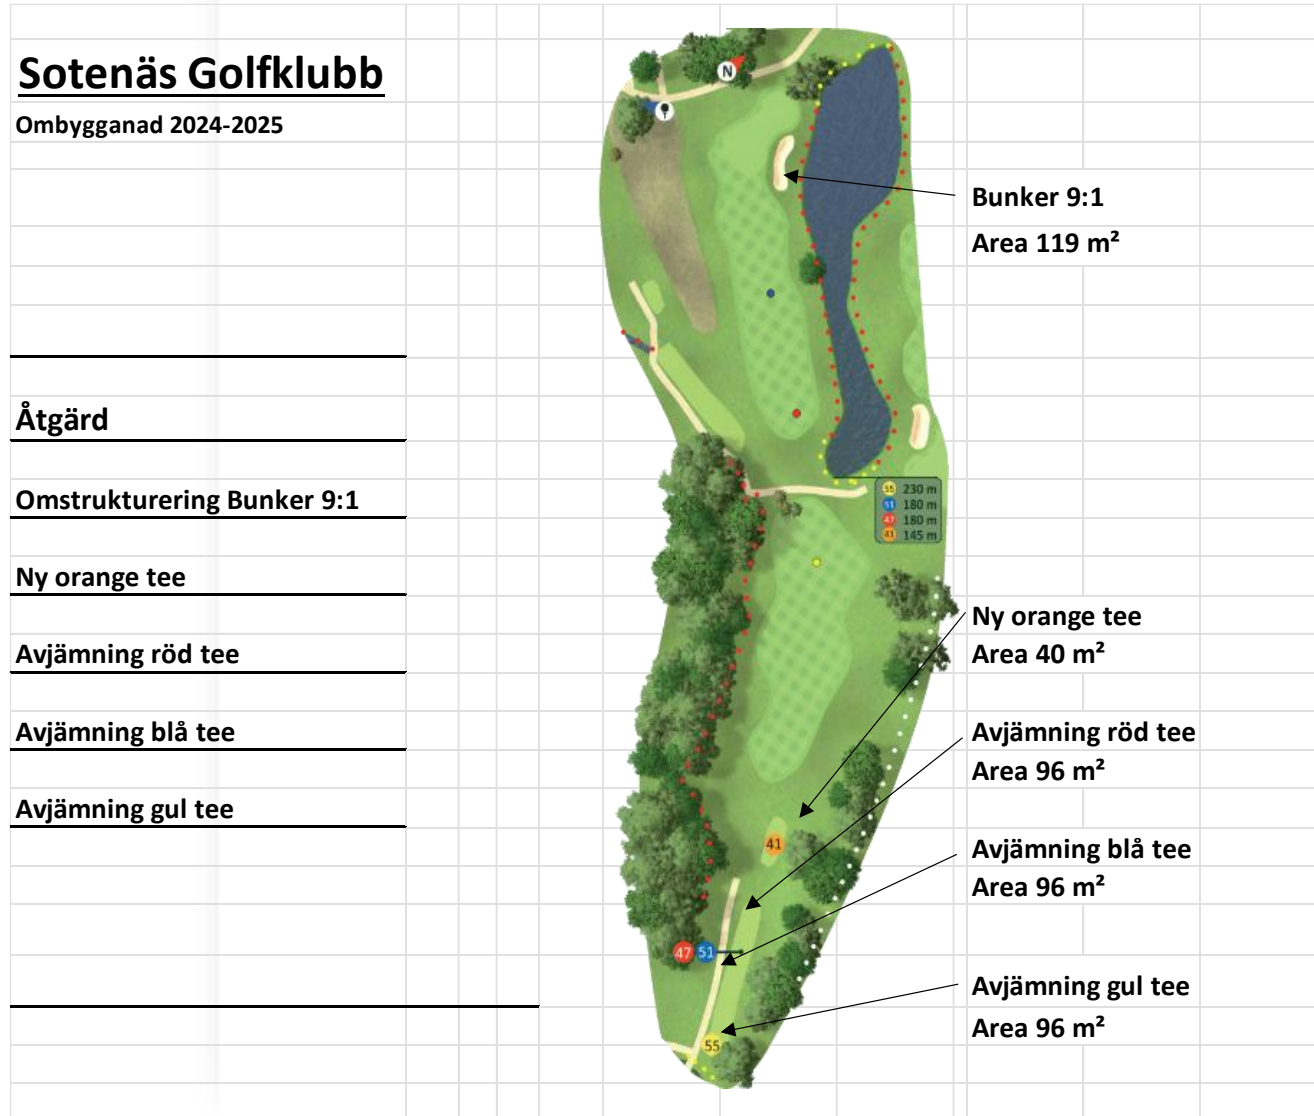 Sotenäs Golfklubb
Ombygganad 2024-2025
Åtgärd
Omstrukturering Bunker 9:1
Ny orange tee
Avjämning röd tee
Avjämning blå tee
Avjämning gul tee
N
Bunker 9:1
Area 119 m²
55 230 m
51 180 m
47 180 m
41 145 m
Ny orange tee
Area 40 m²
Avjämning röd tee
Area 96 m²
41
Avjämning blå tee
Area 96 m²
47 51
Avjämning gul tee
Area 96 m²
55